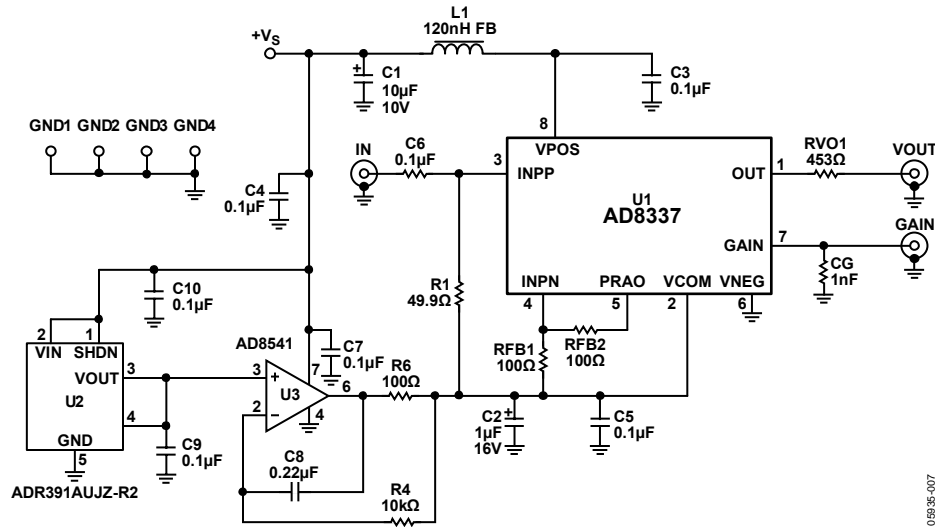 L1
120nH FB
+VS
C1
10µF
10V
C3
0.1µF
GND1 GND2 GND3 GND4
IN
C6
0.1µF
3
8
VPOS
INPP
OUT
1
RVO1
453Ω
VOUT
U1
AD8337
C4
0.1µF
GAIN
7
GAIN
CG
1nF
R1
49.9Ω
INPN
PRAO
VCOM
VNEG
4
5
2
6
C10
0.1µF
RFB1
100Ω
RFB2
100Ω
2
1
VIN
SHDN
AD8541
C7
0.1µF
VOUT
3
U2
4
GND
5
ADR391AUJZ-R2
C9
0.1µF
3
+
2
–
U3
7
6
4
R6
100Ω
C2
+
1µF
16V
C5
0.1µF
C8
0.22µF
R4
10kΩ
05935-007